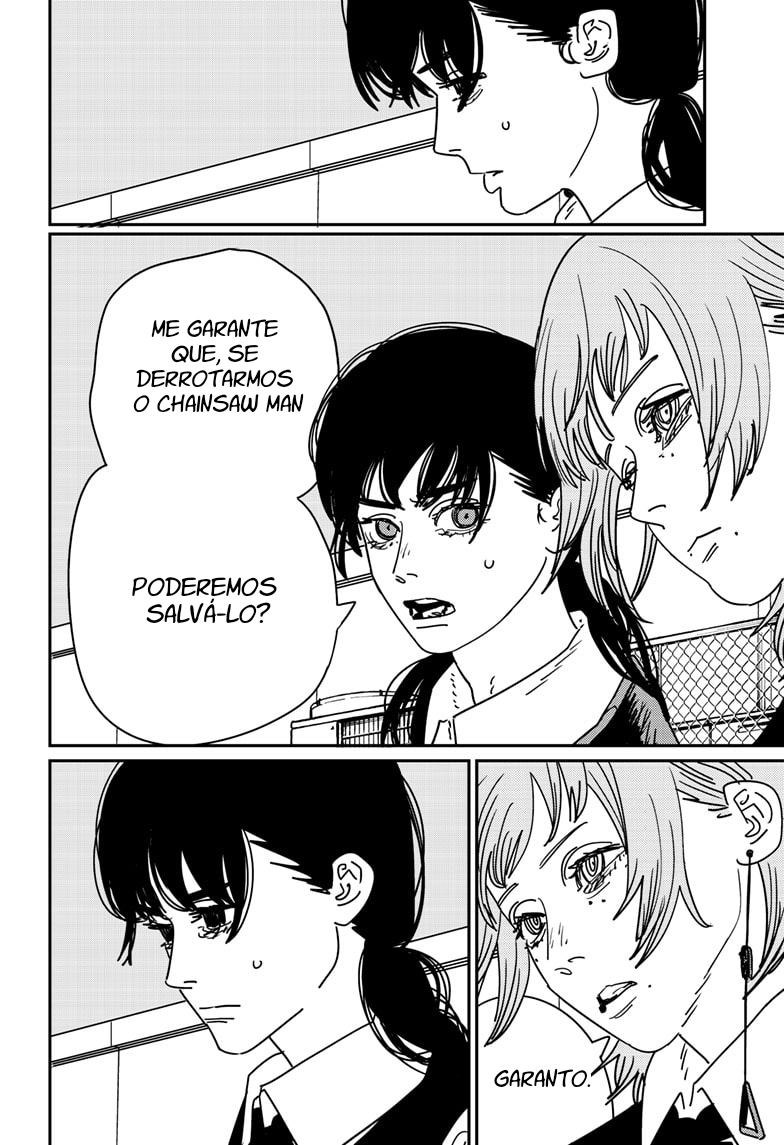 ME GARANTE
QUE, SE
DERROTARMOS
O CHAINSAW MAN
PODEREMOS
SALVÁ-LO?
GARANTO.